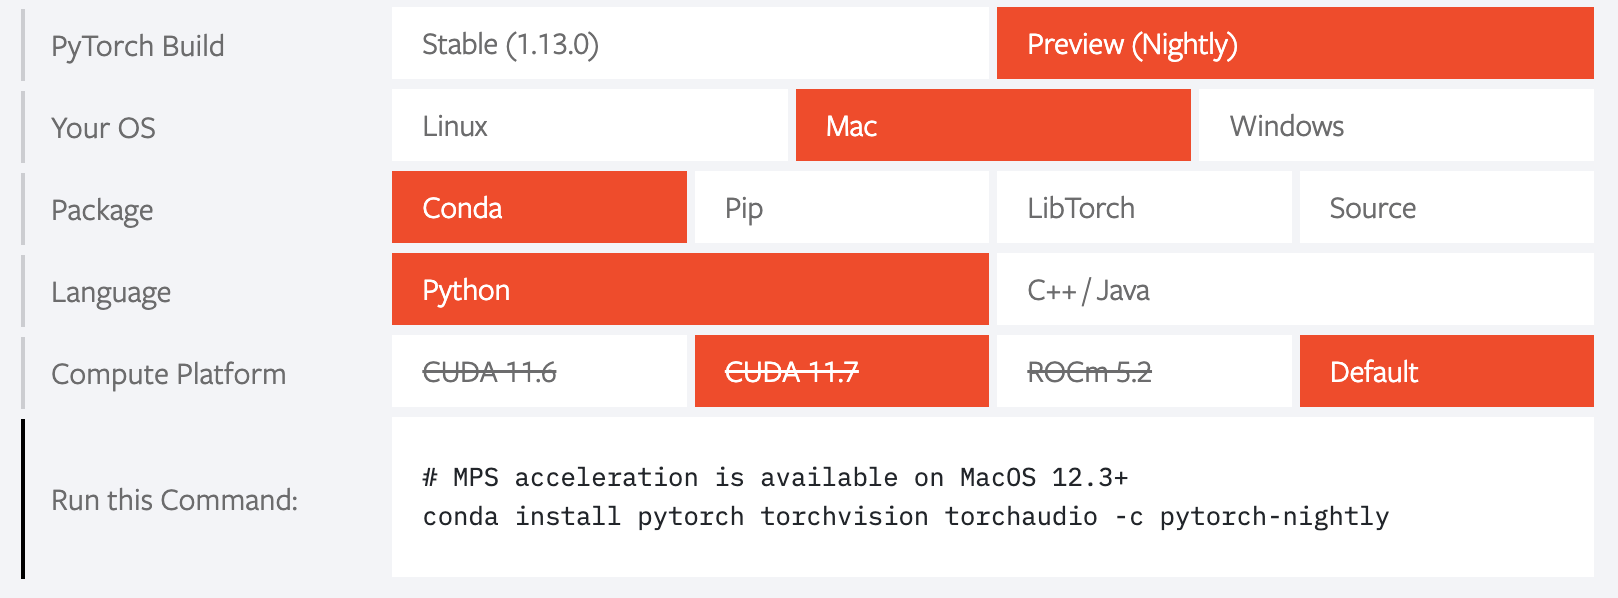 PyTorch Build
Stable (1.13.0)
Preview (Nightly)
Your OS
Linux
Mac
Windows
Package
Conda
Pip
LibTorch
Source
Language
Python
C++ / Java
Compute Platform
CUDA 11.6
CUDA 11.7
ROCm 5.2
Default
Run this Command:
# MPS acceleration is available on MacOS 12.3+
conda install pytorch torchvision torchaudio -c pytorch-nightly